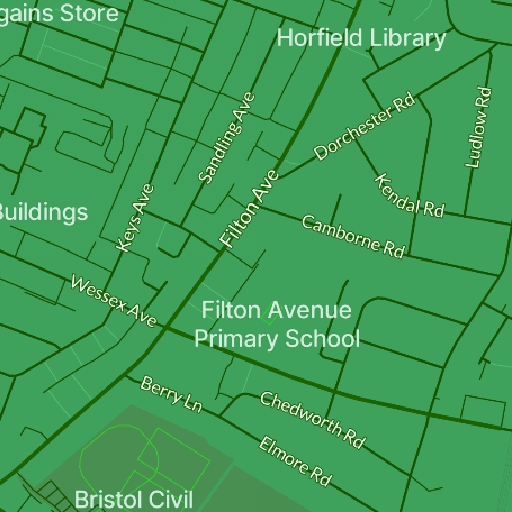 gains Store
Horfield Library
Sandling Ave
Dorchester Rd
Ludlow Rd
Kendal Rd
Buildings
Keys Ave
Filton Ave
Camborne Rd
Wessex Ave
Filton Avenue
Primary School
Berry Ln
Chedworth Rd
Elmore Rd
Bristol Civil